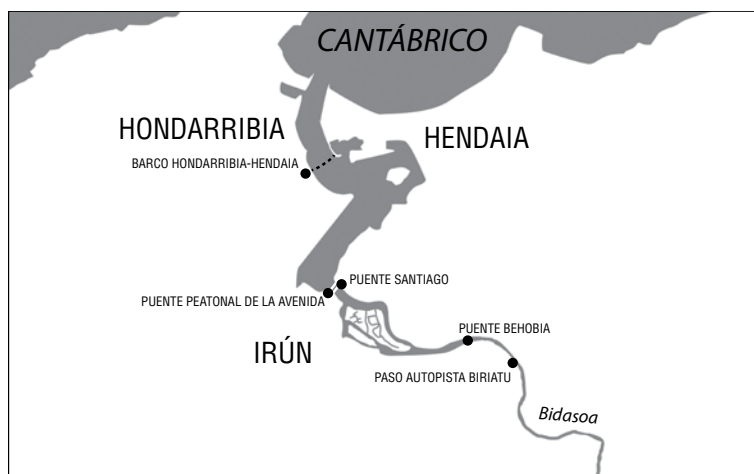 CANTÁBRICO
HONDARRIBIA
HENDAIA
BARCO HONDARRIBIA-HENDAIA
PUENTE SANTIAGO
PUENTE PEATONAL DE LA AVENIDA
PUENTE BEHOBIA
IRÚN
PASO AUTOPISTA BIRIATU
Bidasoa